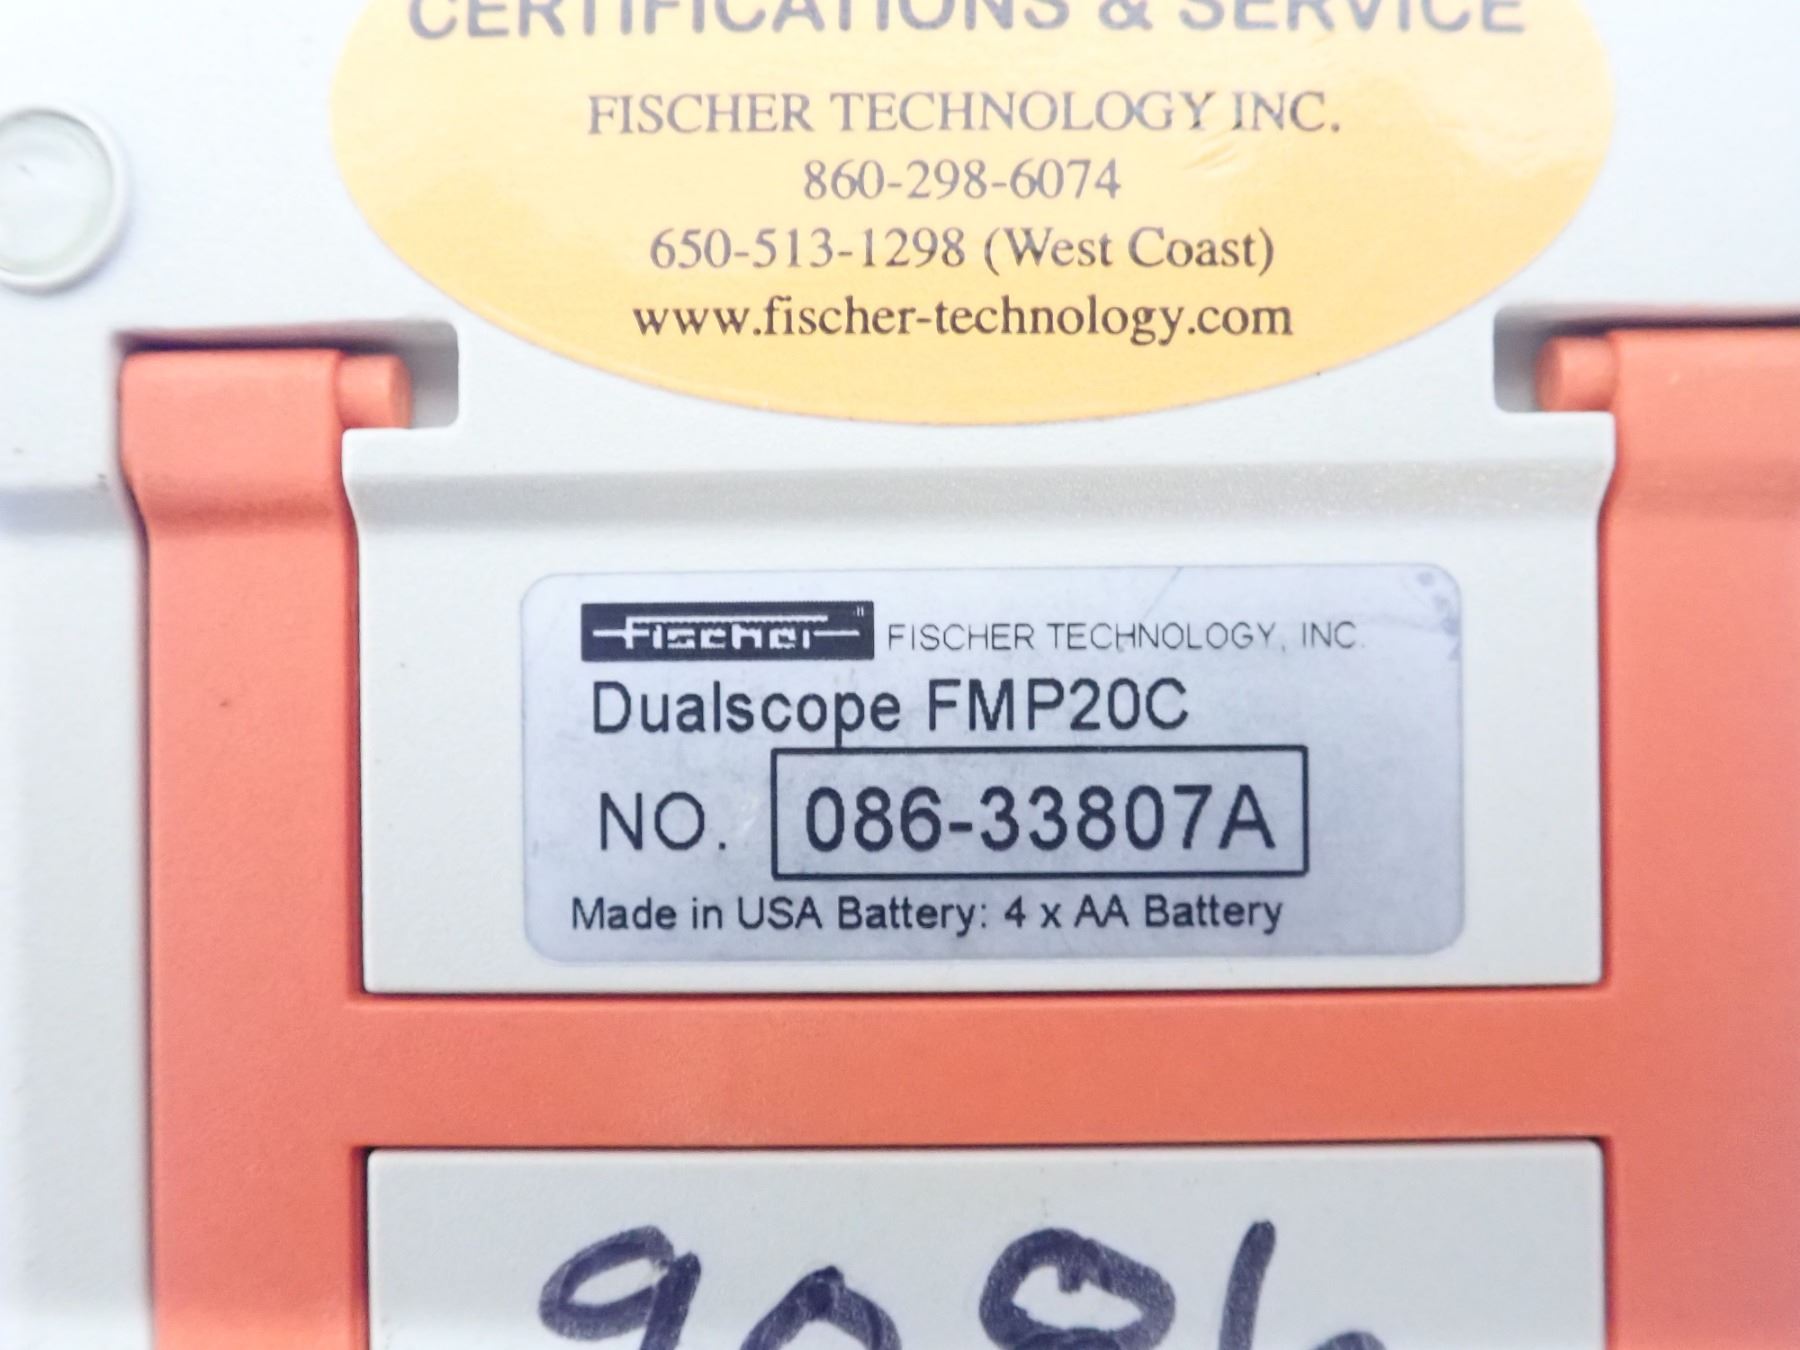 CERTIFICATIONS & SERVICE
FISCHER TECHNOLOGY INC.
860-298-6074
650-513-1298 (West Coast)
www.fischer-technology.com
Fischer FISCHER TECHNOLOGY, INC.
Dualscope FMP20C
NO. 086-33807A
Made in USA Battery: 4 x AA Battery